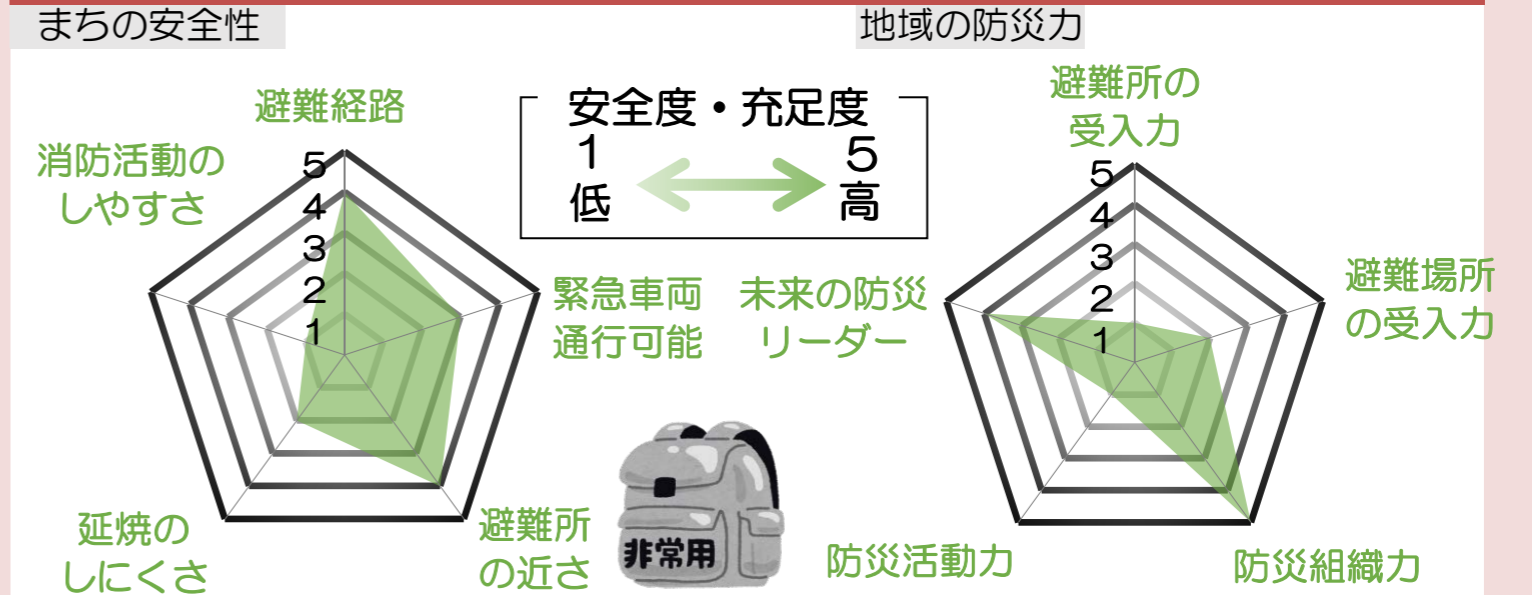 まちの安全性
避難経路
消防活動の
しやすさ
5
4
3
2
1
緊急車両
通行可能
延焼の
しにくさ
避難所
の近さ
安全度・充足度
1
低
5
高
非常用
地域の防災力
避難所の
受入力
5
4
3
2
1
未来の防災
リーダー
避難場所
の受入力
防災活動力
防災組織力